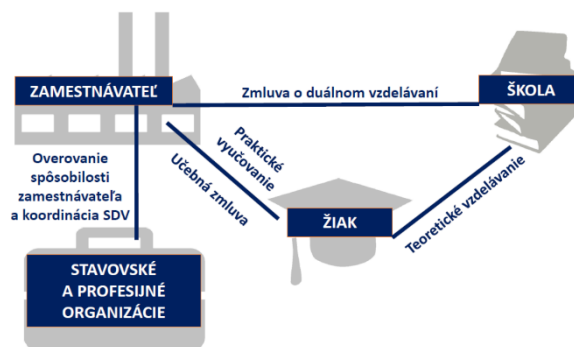 ZAMESTNÁVATEĽ
Zmluva o duálnom vzdelávaní
ŠKOLA
Overovanie
spôsobilosti
zamestnávateľa
a koordinácia SDV
Praktické
vyučovanie
Učebná zmluva
ŽIAK
Teoretické vzdelávanie
STAVOVSKÉ
A PROFESIJNÉ
ORGANIZÁCIE